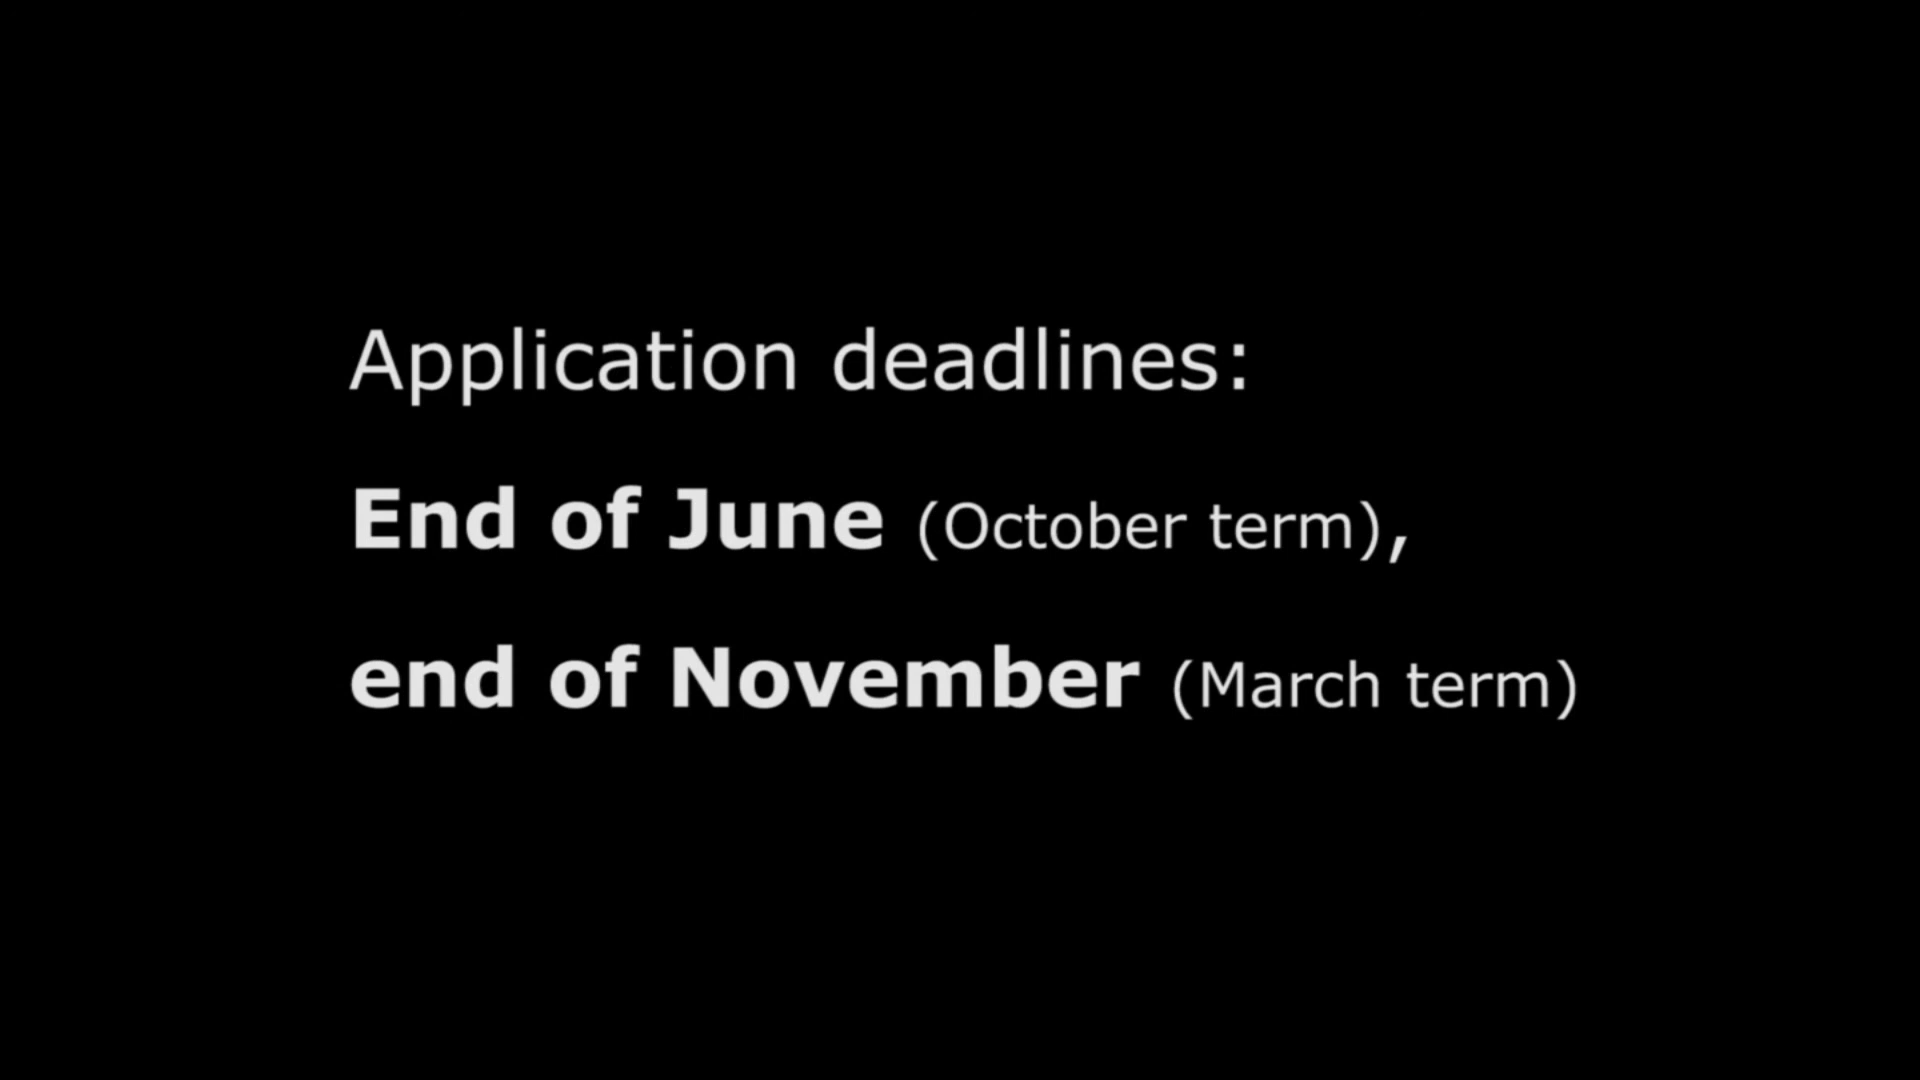 Application deadlines:
End of June (October term),
end of November (March term)